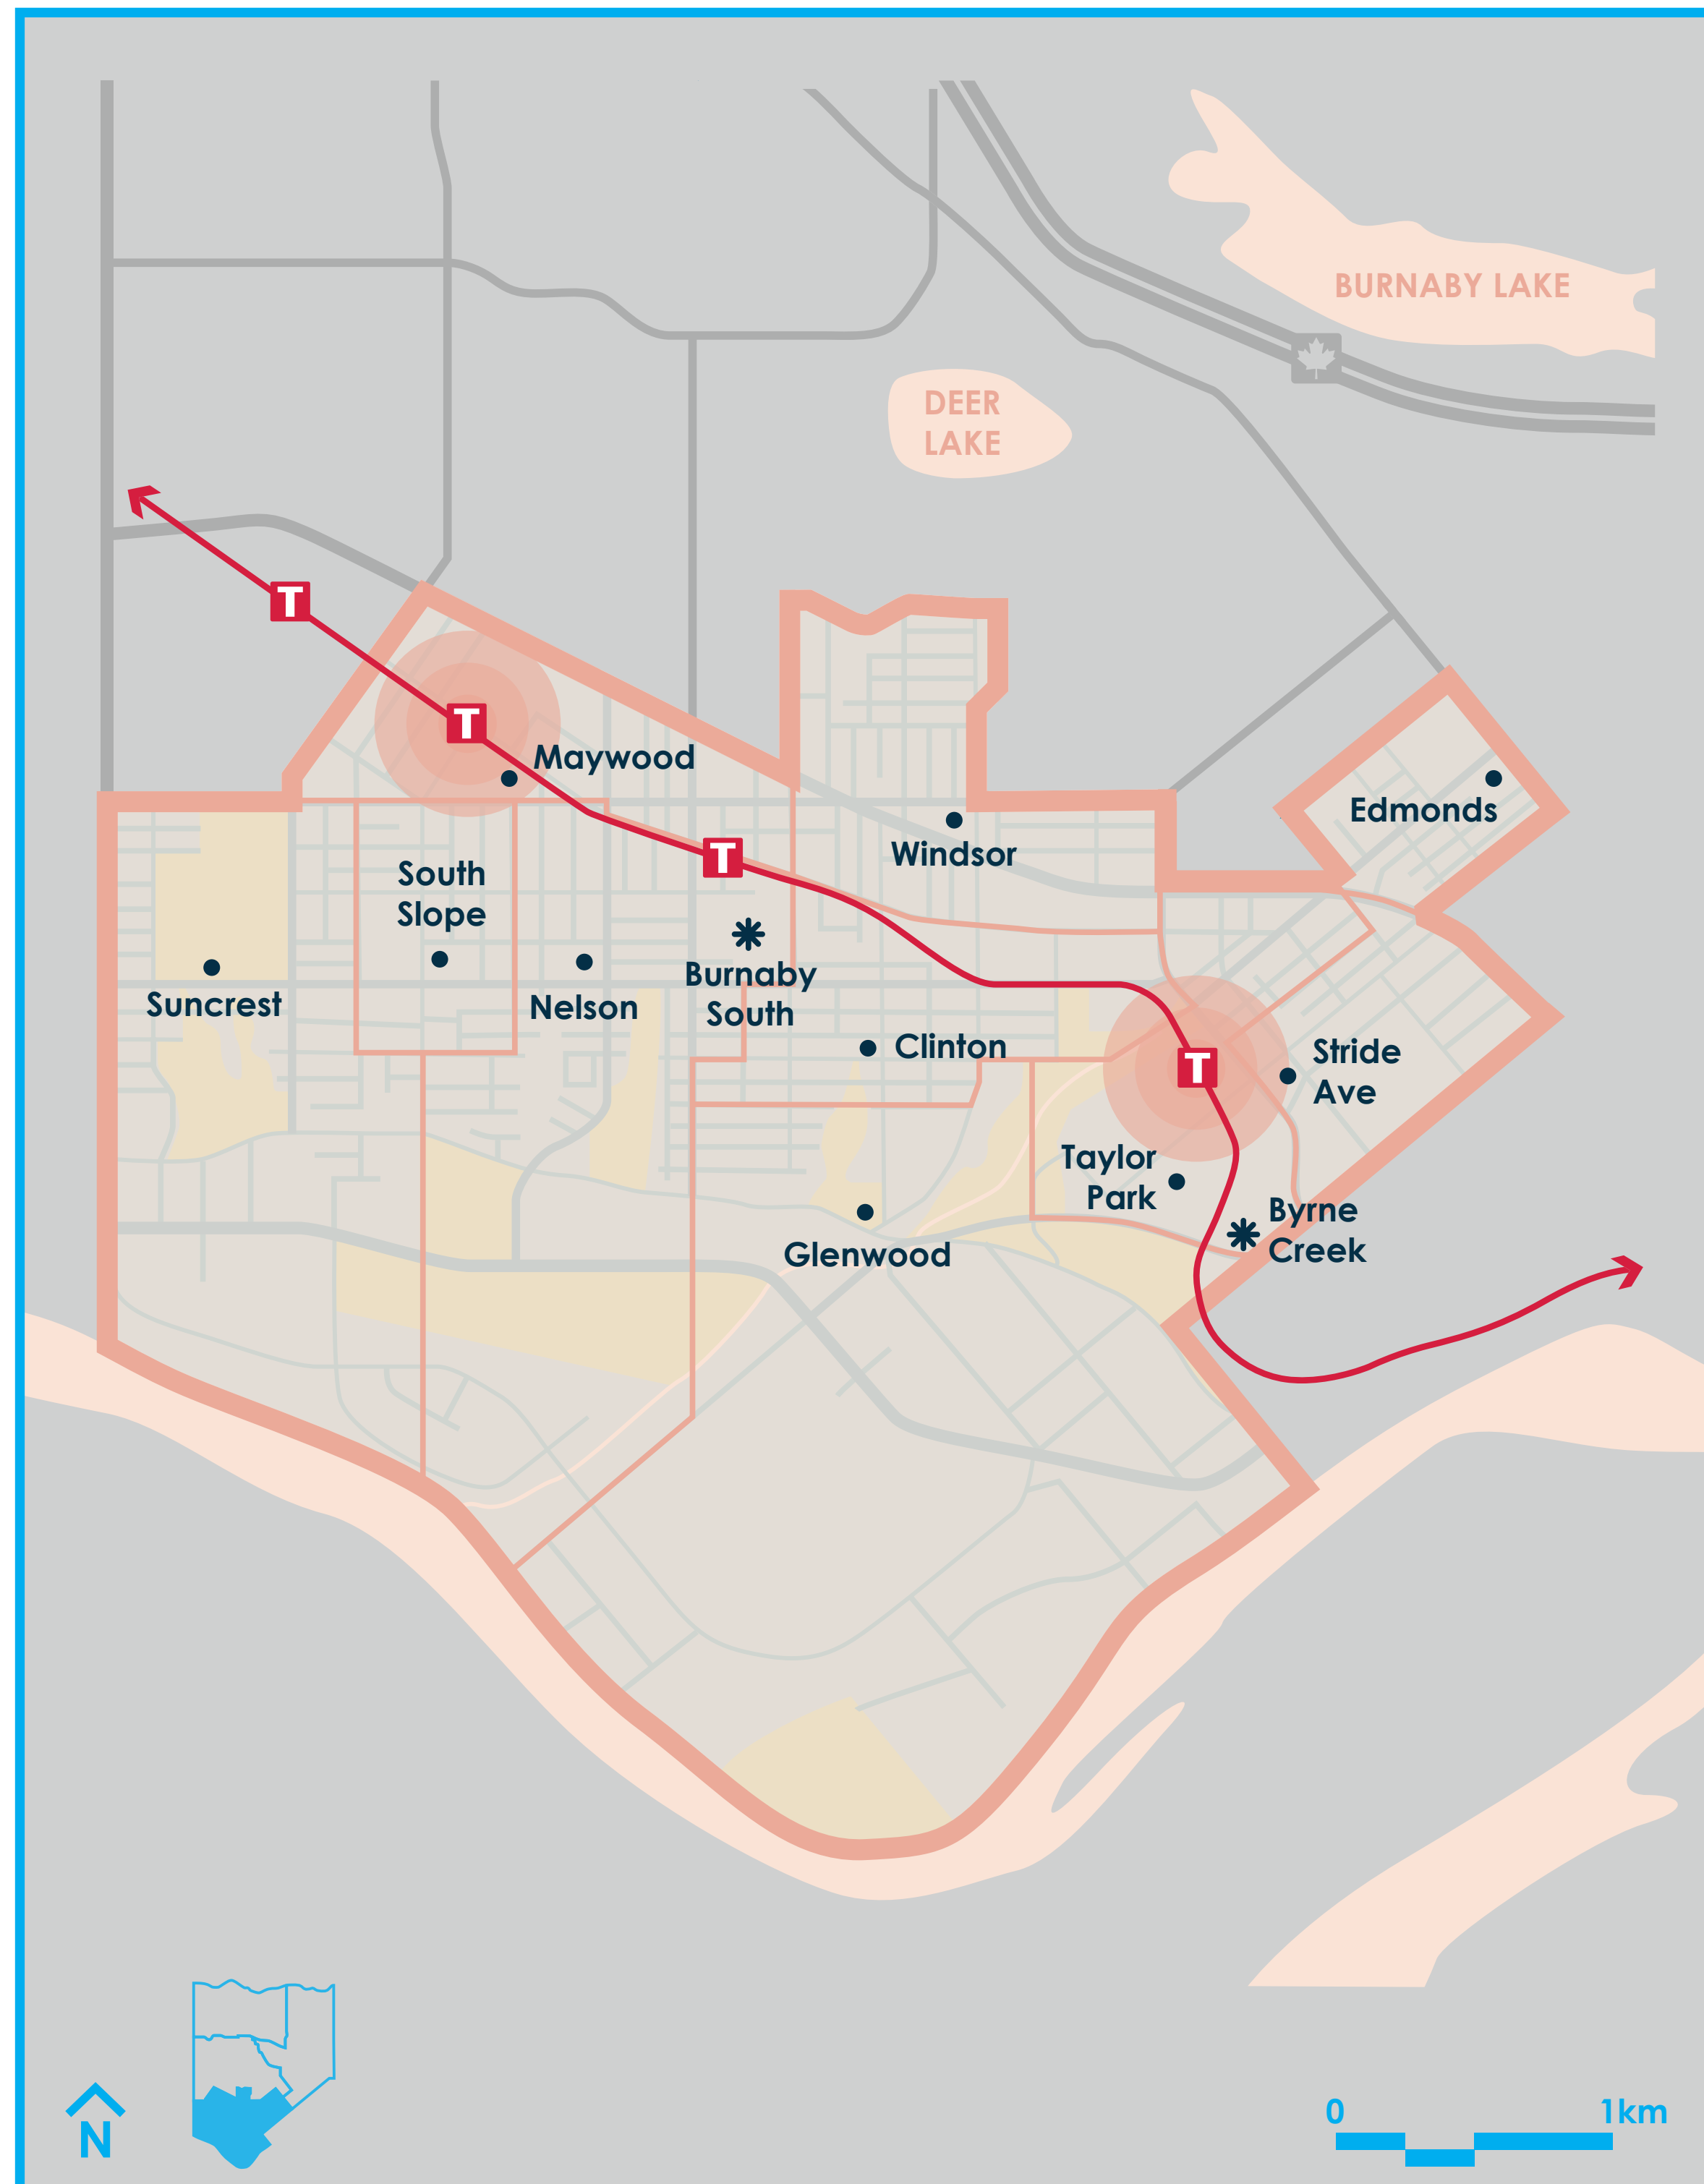 BURNABY LAKE
DEER
LAKE
T
T
Maywood
Edmonds
T
Windsor
South
Slope
Burnaby
South
Suncrest
Nelson
Clinton
Stride
Ave
T
Taylor
Park
Byrne
Creek
Glenwood
N
0
1km